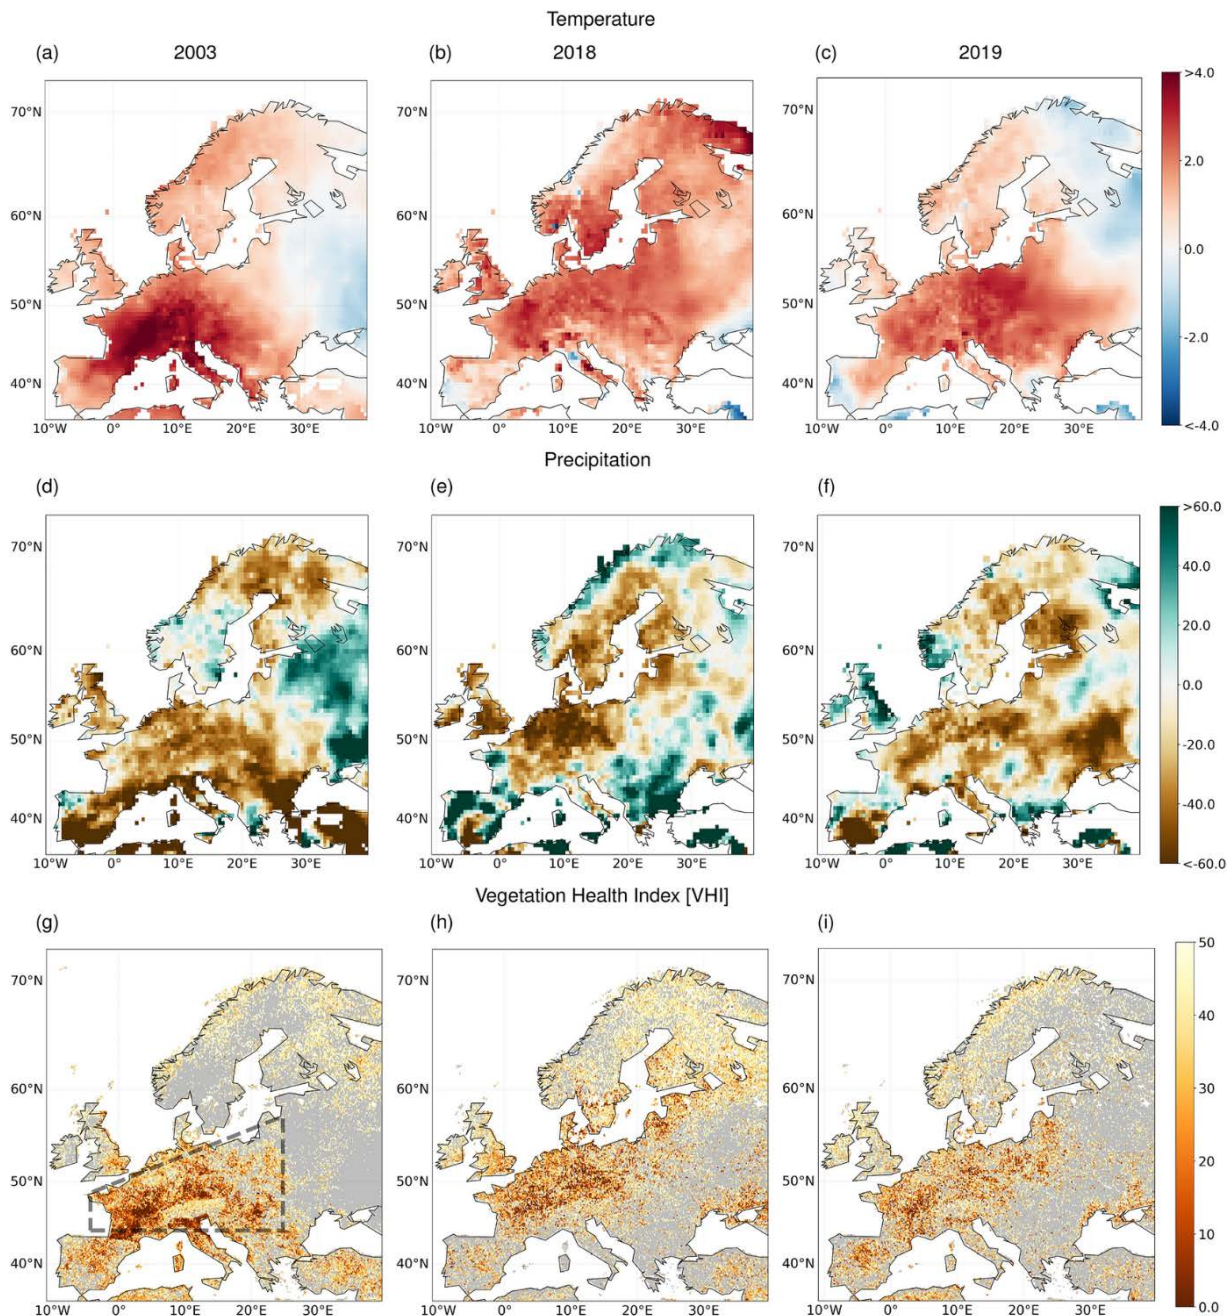 Temperature
(a) 2003 (b) 2018 (c) 2019
70°N 70°N 70°N >4.0
2.0
60°N 60°N 60°N
0.0
50°N 50°N 50°N
-2.0
40°N 40°N 40°N
<-4.0
10°W 0° 10°E 20°E 30°E 10°W 0° 10°E 20°E 30°E 10°W 0° 10°E 20°E 30°E
Precipitation
(d) (e) (f)
>60.0
70°N 70°N 70°N
40.0
20.0
60°N 60°N 60°N
0.0
50°N 50°N 50°N
-20.0
-40.0
40°N 40°N 40°N
<-60.0
10°W 0° 10°E 20°E 30°E 10°W 0° 10°E 20°E 30°E 10°W 0° 10°E 20°E 30°E
Vegetation Health Index [VHI]
(g) (h) (i)
50
70°N 70°N 70°N
40
30
60°N 60°N 60°N
20
50°N 50°N 50°N
10
40°N 40°N 40°N
0.0
10°W 0° 10°E 20°E 30°E 10°W 0° 10°E 20°E 30°E 10°W 0° 10°E 20°E 30°E